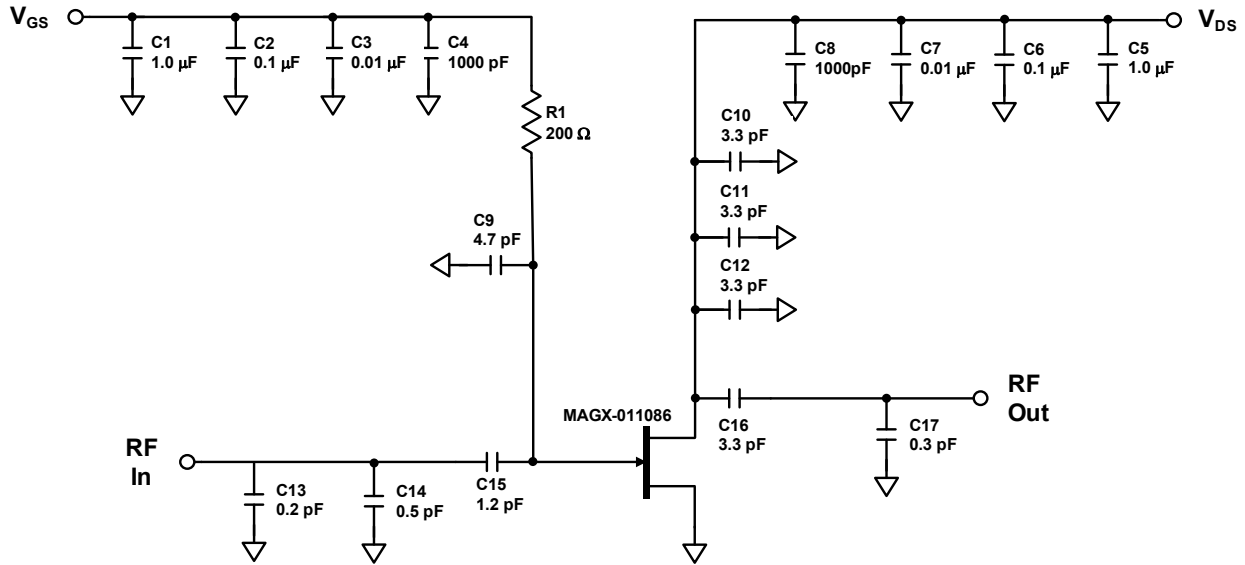 V_GS
C1
1.0 µF
C2
0.1 µF
C3
0.01 µF
C4
1000 pF
R1
200 Ω
C9
4.7 pF
V_DS
C8
1000pF
C7
0.01 µF
C6
0.1 µF
C5
1.0 µF
C10
3.3 pF
C11
3.3 pF
C12
3.3 pF
MAGX-011086
RF
In
C13
0.2 pF
C14
0.5 pF
C15
1.2 pF
C16
3.3 pF
C17
0.3 pF
RF
Out